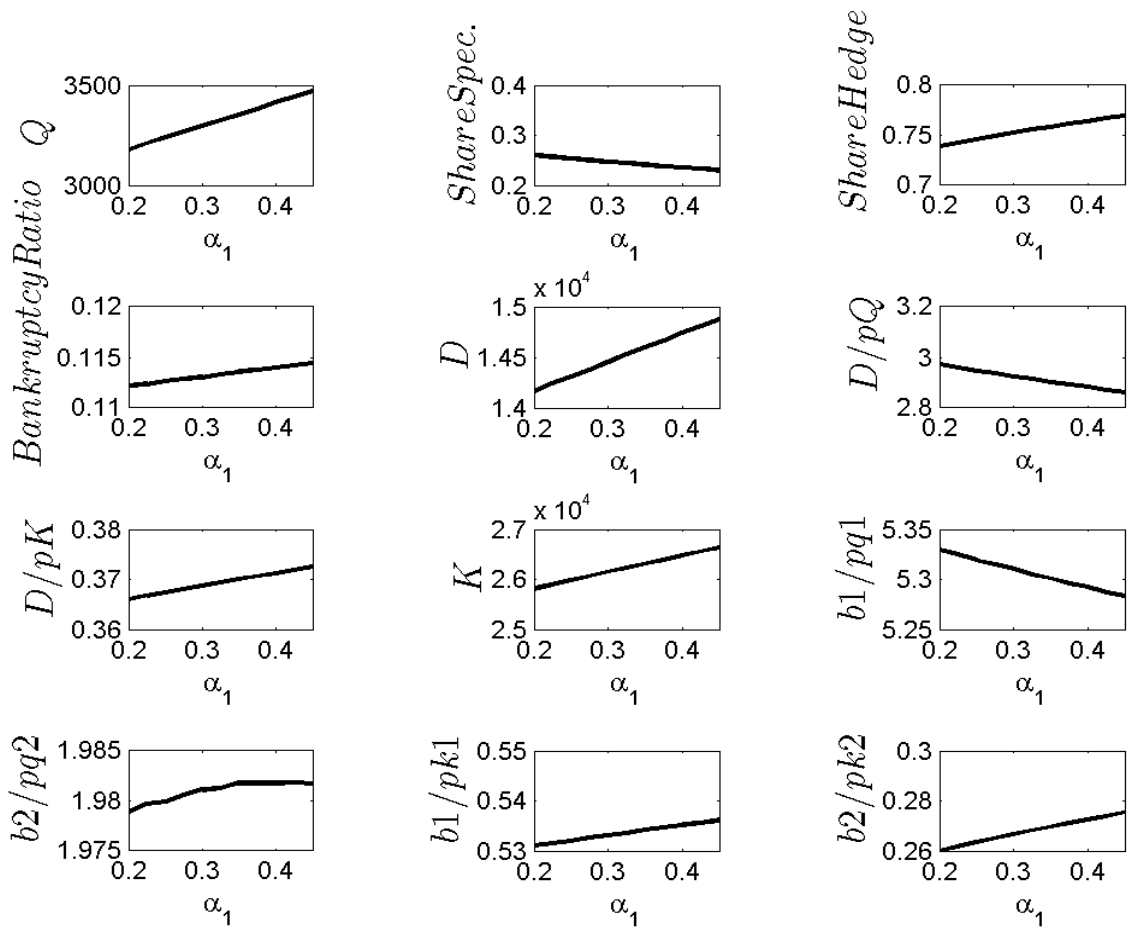 Q
3500
3000
0.2 0.3 0.4
α1
ShareSpec.
0.4
0.3
0.2
0.2 0.3 0.4
α1
ShareHedge
0.8
0.75
0.7
0.2 0.3 0.4
α1
BankruptcyRatio
0.12
0.115
0.11
0.2 0.3 0.4
α1
D
x 10^4
1.5
1.45
1.4
0.2 0.3 0.4
α1
D/pQ
3.2
3
2.8
0.2 0.3 0.4
α1
D/pK
0.38
0.37
0.36
0.2 0.3 0.4
α1
K
x 10^4
2.7
2.6
2.5
0.2 0.3 0.4
α1
b1/pq1
5.35
5.3
5.25
0.2 0.3 0.4
α1
b2/pq2
1.985
1.98
1.975
0.2 0.3 0.4
α1
b1/pk1
0.55
0.54
0.53
0.2 0.3 0.4
α1
b2/pk2
0.3
0.28
0.26
0.2 0.3 0.4
α1